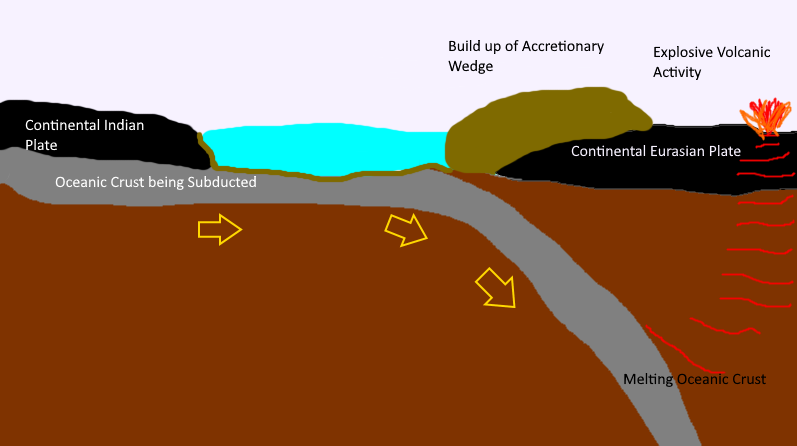 Build up of Accretionary
Wedge
Explosive Volcanic
Activity
Continental Indian
Plate
Continental Eurasian Plate
Oceanic Crust being Subducted
Melting Oceanic Crust